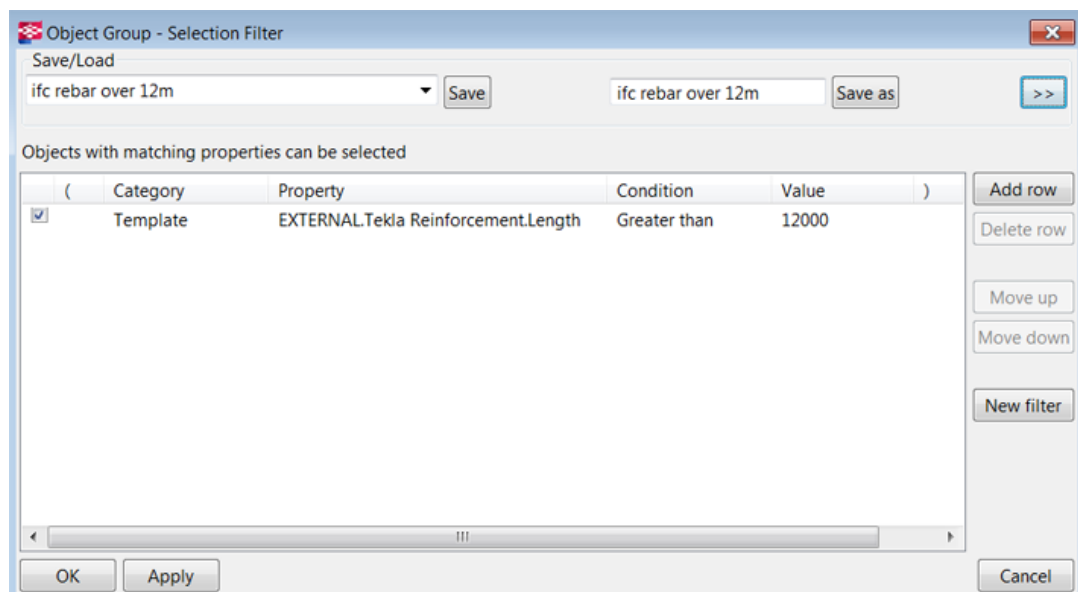 Object Group - Selection Filter
Save/Load
ifc rebar over 12m Save ifc rebar over 12m Save as >>
Objects with matching properties can be selected
( Category Property Condition Value ) Add row
Template EXTERNAL.Tekla Reinforcement.Length Greater than 12000
Delete row
Move up
Move down
New filter
OK Apply Cancel